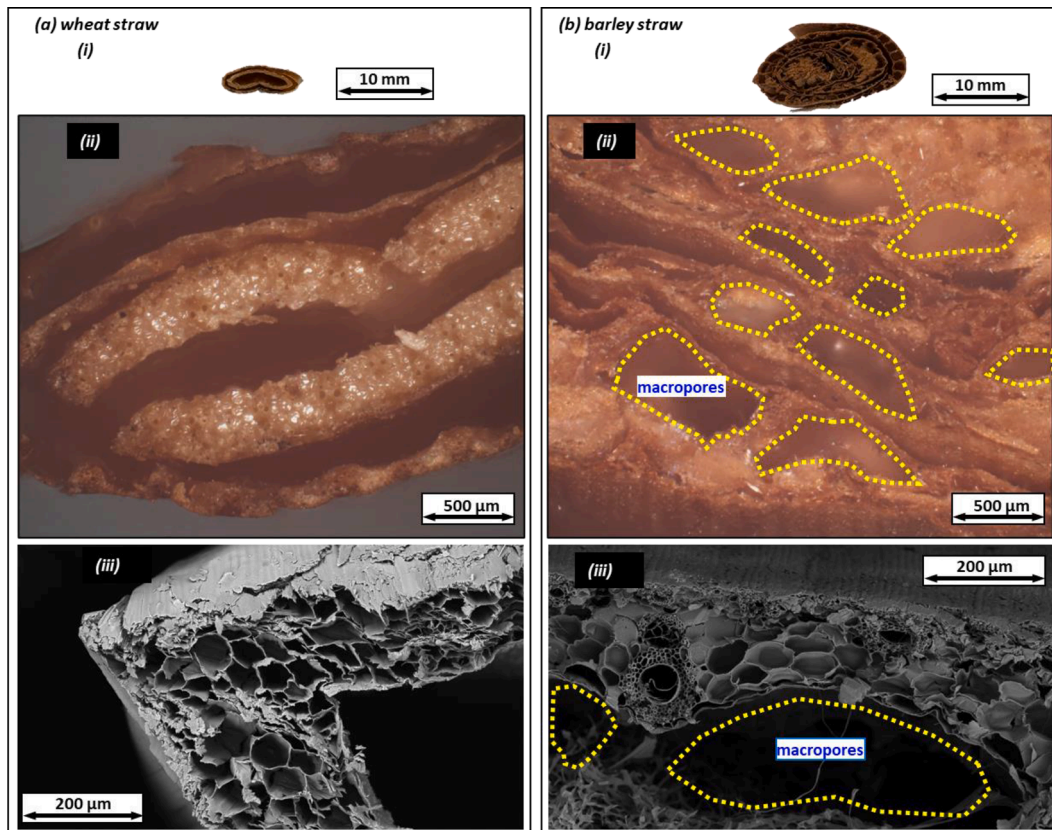 (a) wheat straw
(i)
10 mm
(ii)
500 µm
(iii)
200 µm
(b) barley straw
(i)
10 mm
(ii)
macropores
500 µm
(iii)
200 µm
macropores